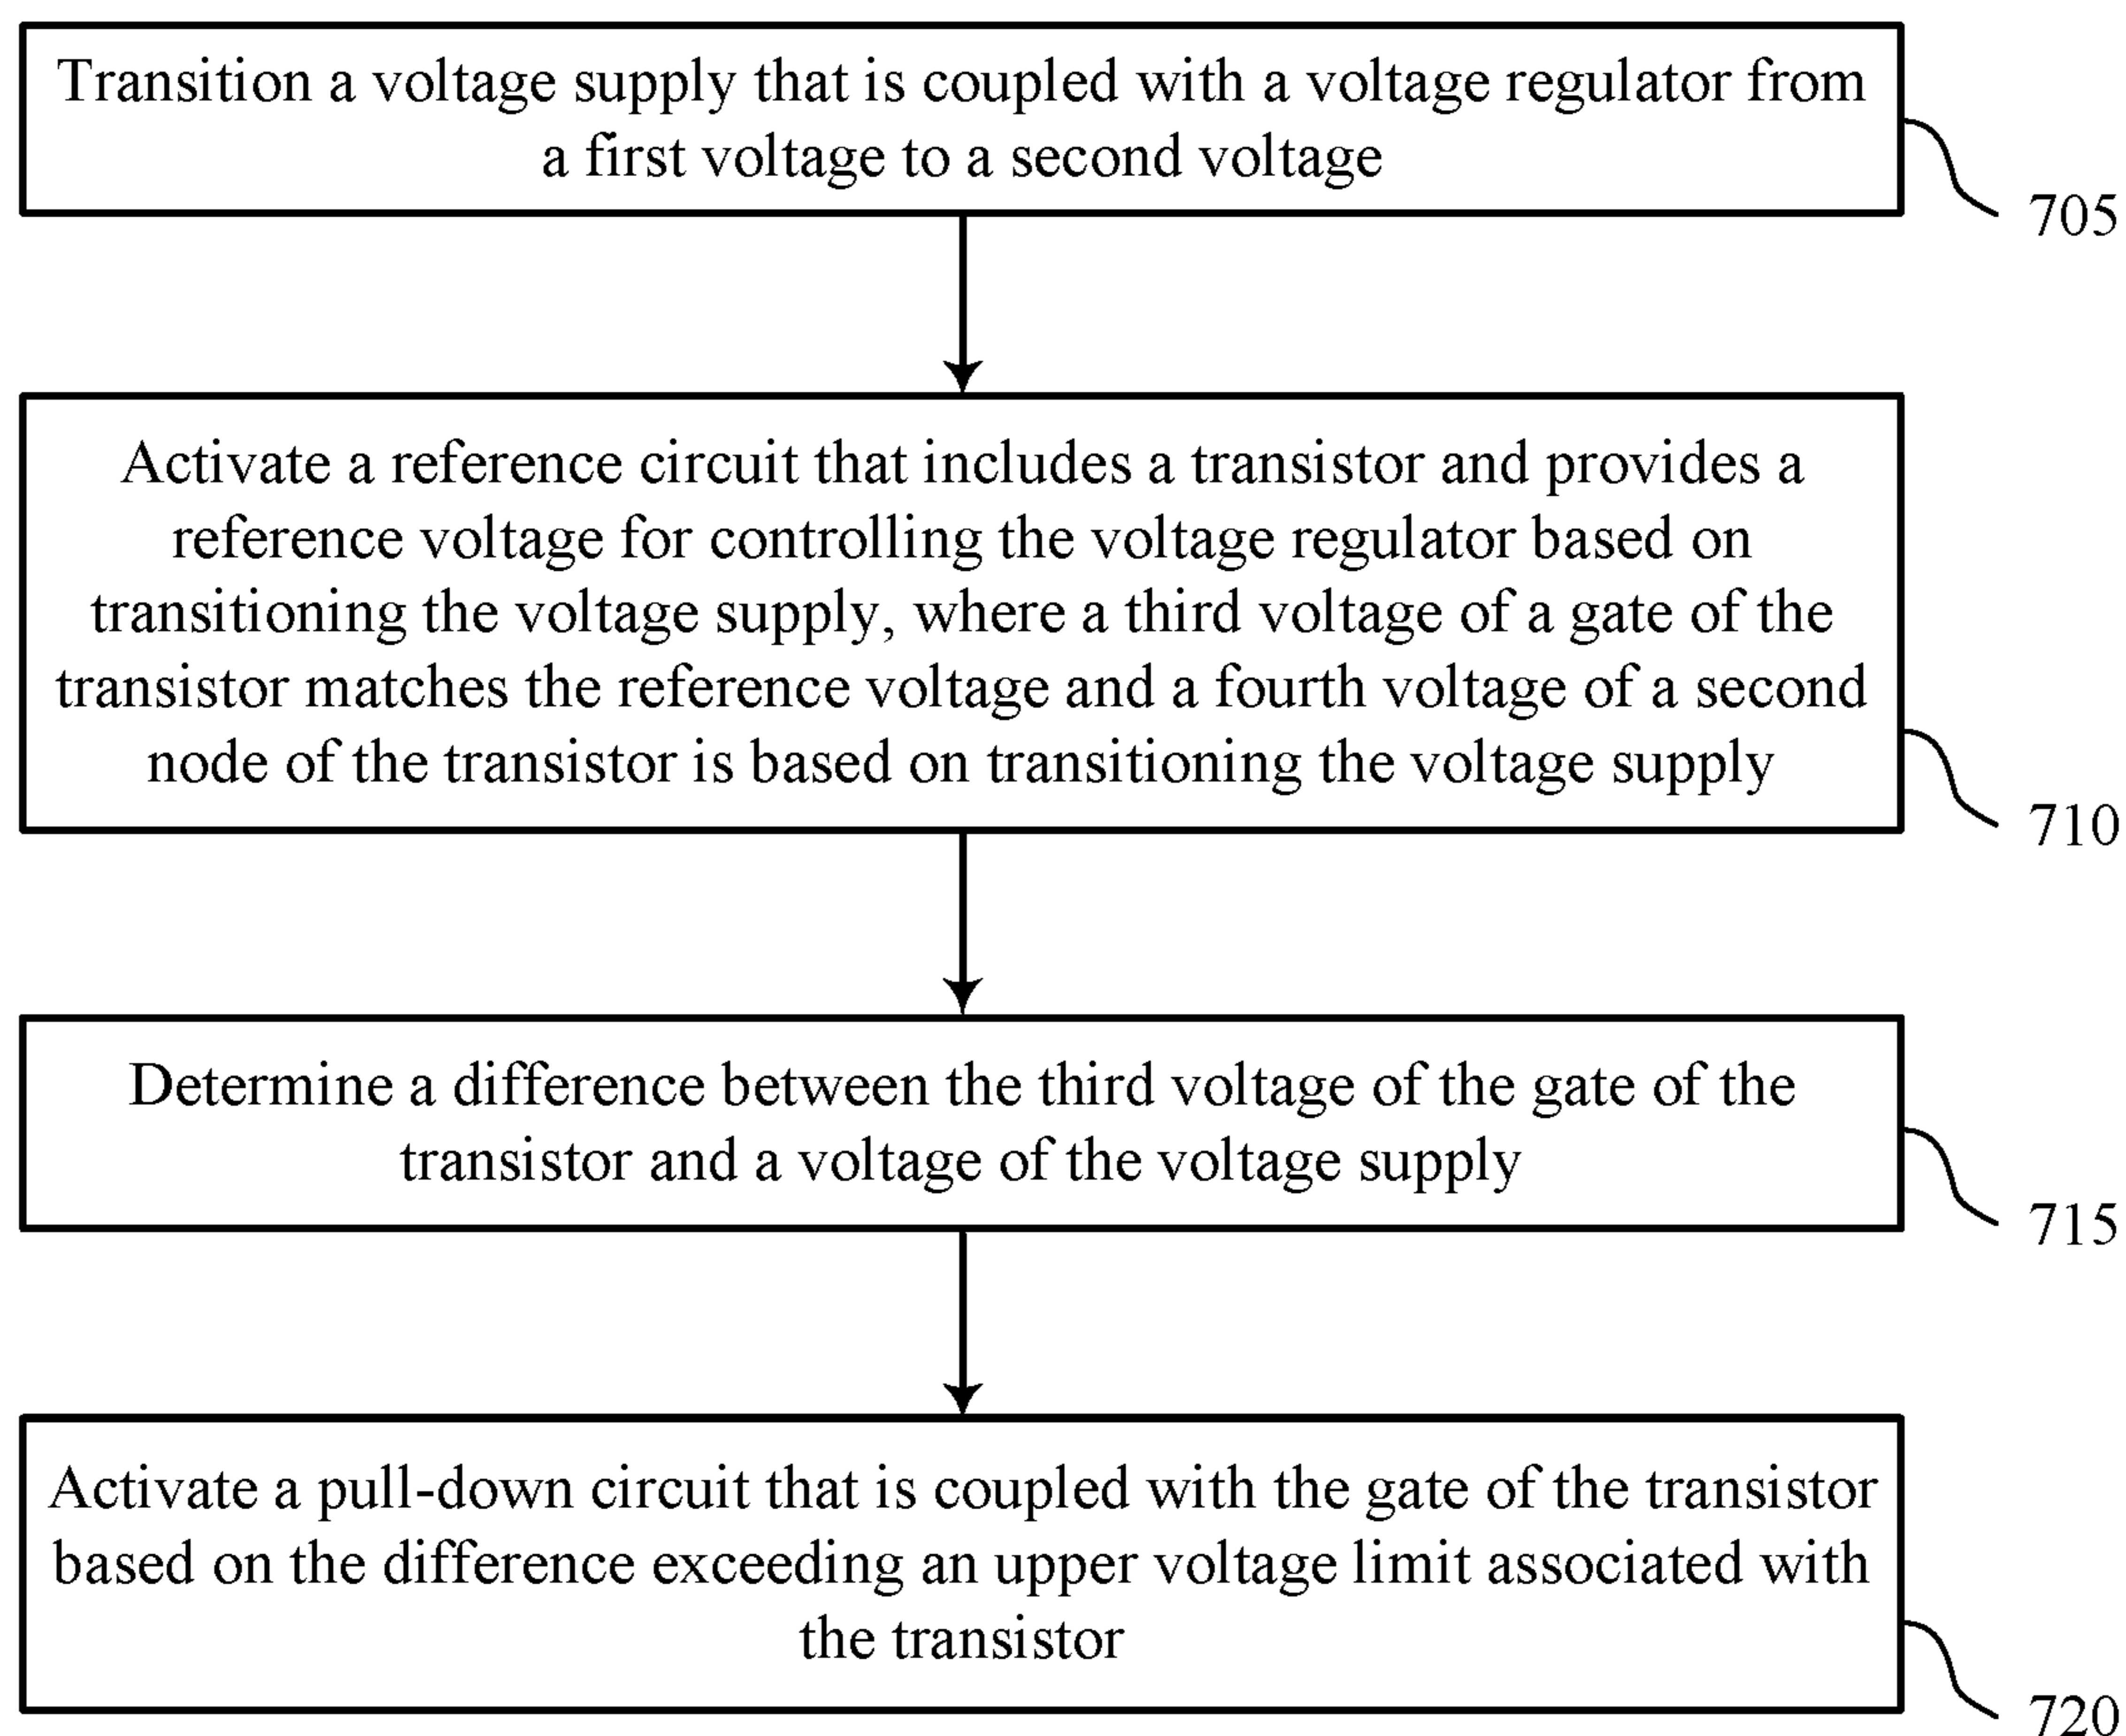 Transition a voltage supply that is coupled with a voltage regulator from
a first voltage to a second voltage
705
Activate a reference circuit that includes a transistor and provides a
reference voltage for controlling the voltage regulator based on
transitioning the voltage supply, where a third voltage of a gate of the
transistor matches the reference voltage and a fourth voltage of a second
node of the transistor is based on transitioning the voltage supply
710
Determine a difference between the third voltage of the gate of the
transistor and a voltage of the voltage supply
715
Activate a pull-down circuit that is coupled with the gate of the transistor
based on the difference exceeding an upper voltage limit associated with
the transistor
720